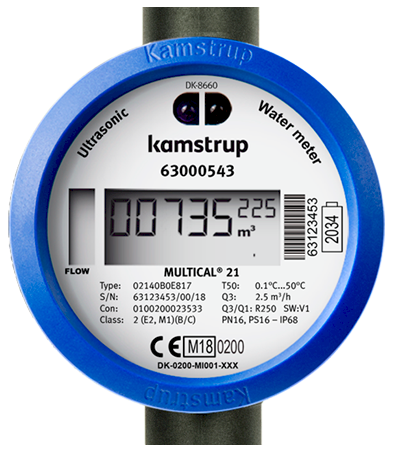 Kamstrup
DK-8660
Ultrasonic
Water meter
kamstrup
63000543
00735225
m³
63123453
2034
FLOW
MULTICAL® 21
Type: 02140B0E817 T50: 0.1°C...50°C
S/N: 63123453/00/18 Q3: 2.5 m³/h
Con: 0100200023533 Q3/Q1: R250 SW:V1
Class: 2 (E2, M1)(B/C) PN16, PS16 – IP68
CE M18 0200
DK-0200-MI001-XXX
Kamstrup